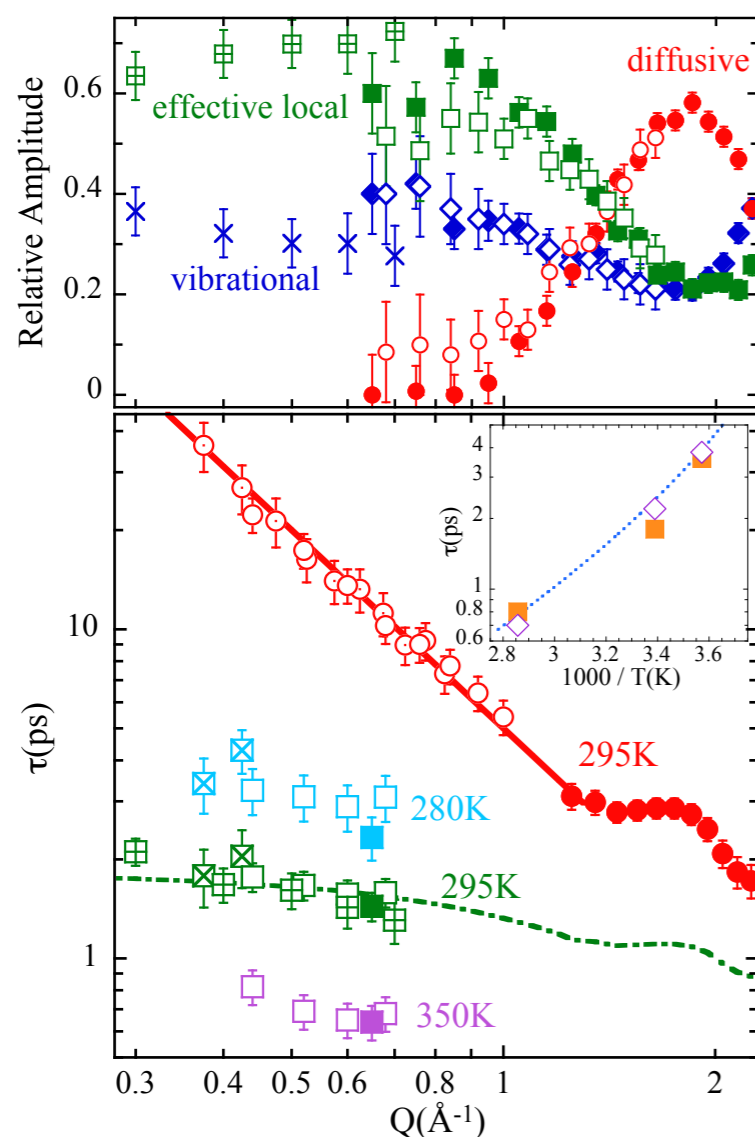 diffusive
effective local
vibrational
Relative Amplitude
0.6
0.4
0.2
0
295K
280K
295K
350K
τ(ps)
10
1
0.3
0.4
0.5
0.6
0.8
1
2
Q(Å⁻¹)
τ(ps)
4
3
2
1
0.8
0.6
2.8
3
3.2
3.4
3.6
1000 / T(K)